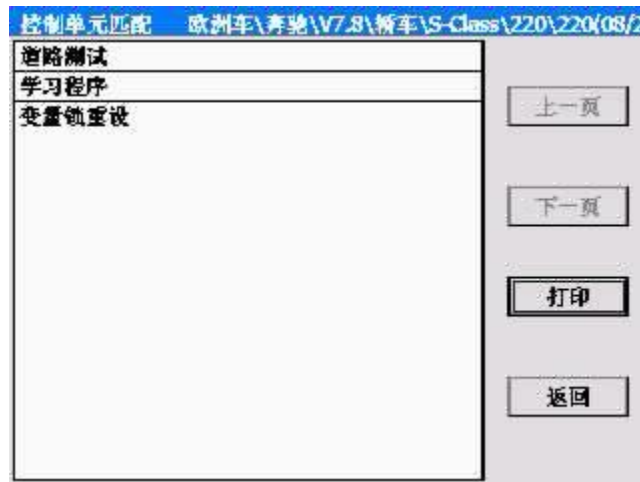 控制单元匹配 欧洲车\奔驰\V7.8\轿车\S-Class\220\220(08/2
道路测试
学习程序
变量锁重设
上一页
下一页
打印
返回